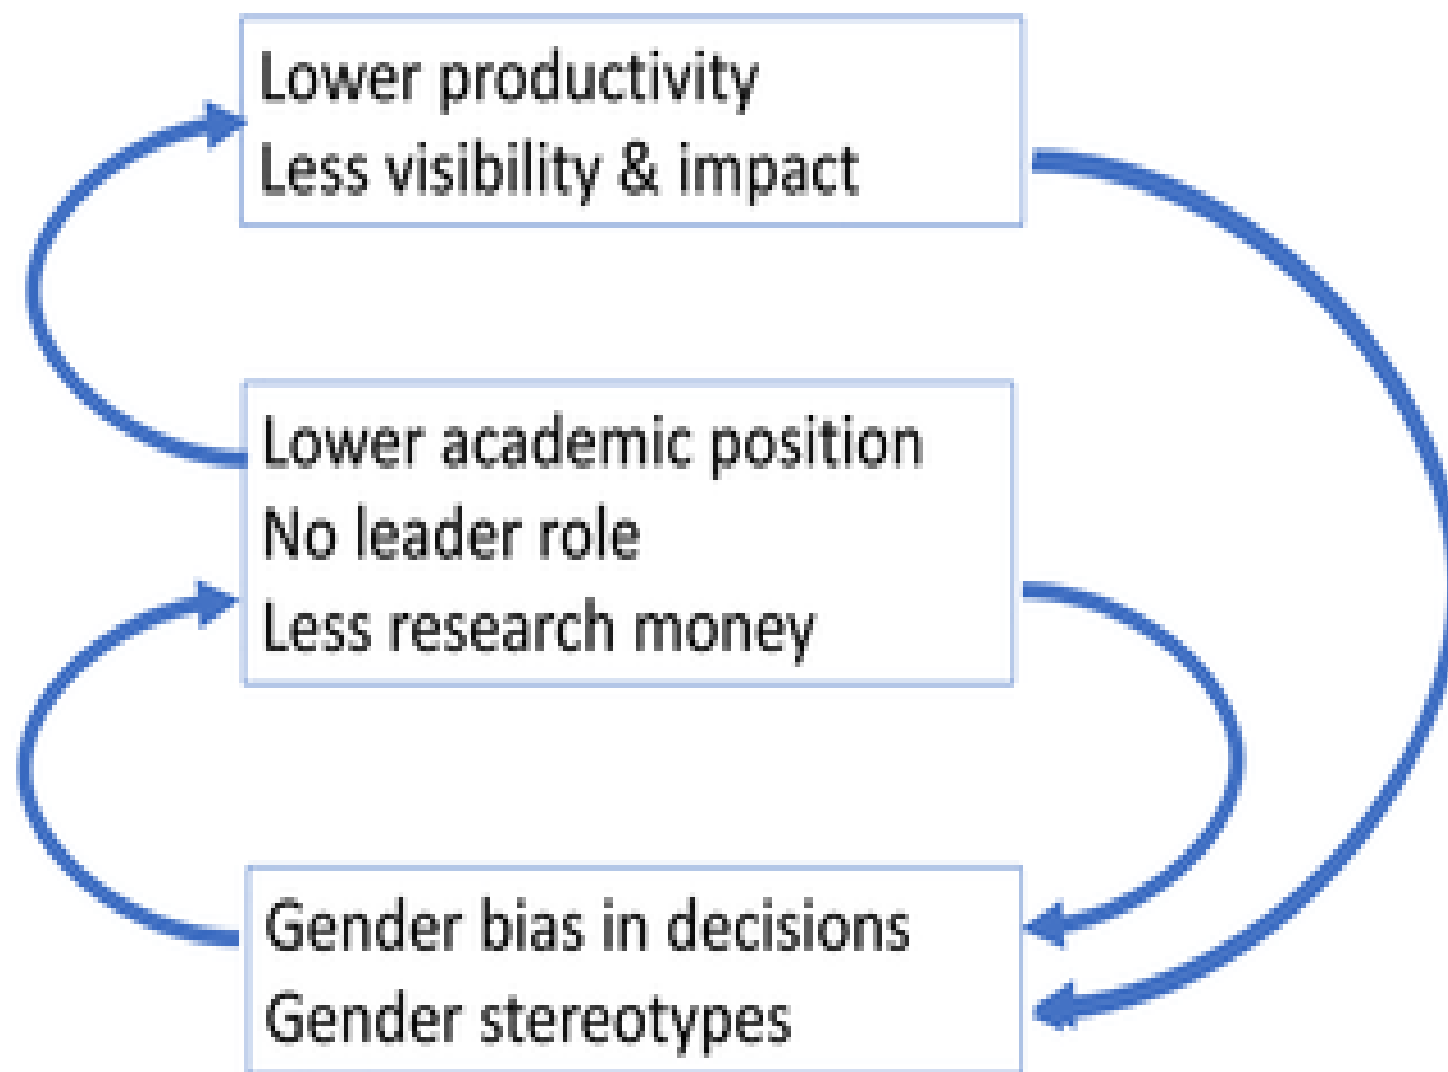 Lower productivity
Less visibility & impact
Lower academic position
No leader role
Less research money
Gender bias in decisions
Gender stereotypes